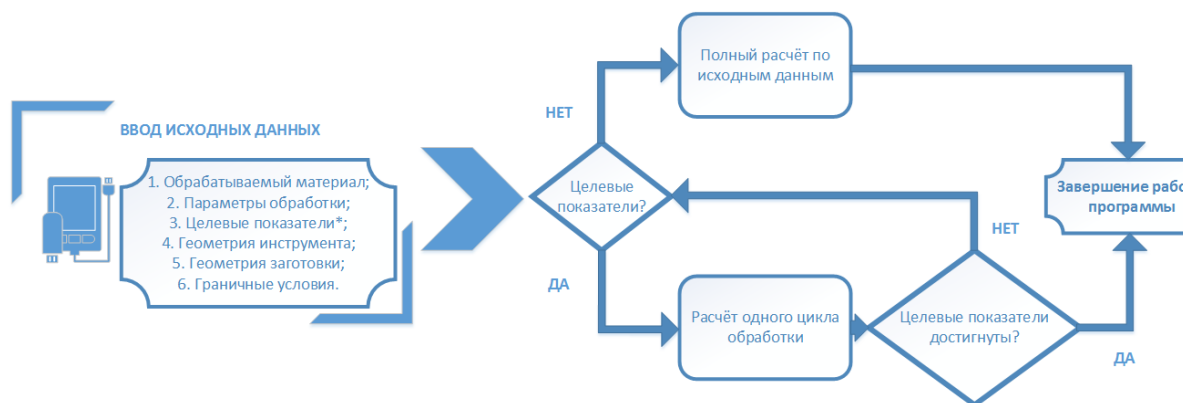 ВВОД ИСХОДНЫХ ДАННЫХ
1. Обрабатываемый материал;
2. Параметры обработки;
3. Целевые показатели*;
4. Геометрия инструмента;
5. Геометрия заготовки;
6. Граничные условия.
НЕТ
Целевые
показатели?
ДА
Полный расчёт по
исходным данным
Расчёт одного цикла
обработки
Целевые показатели
достигнуты?
НЕТ
ДА
Завершение рабо
программы